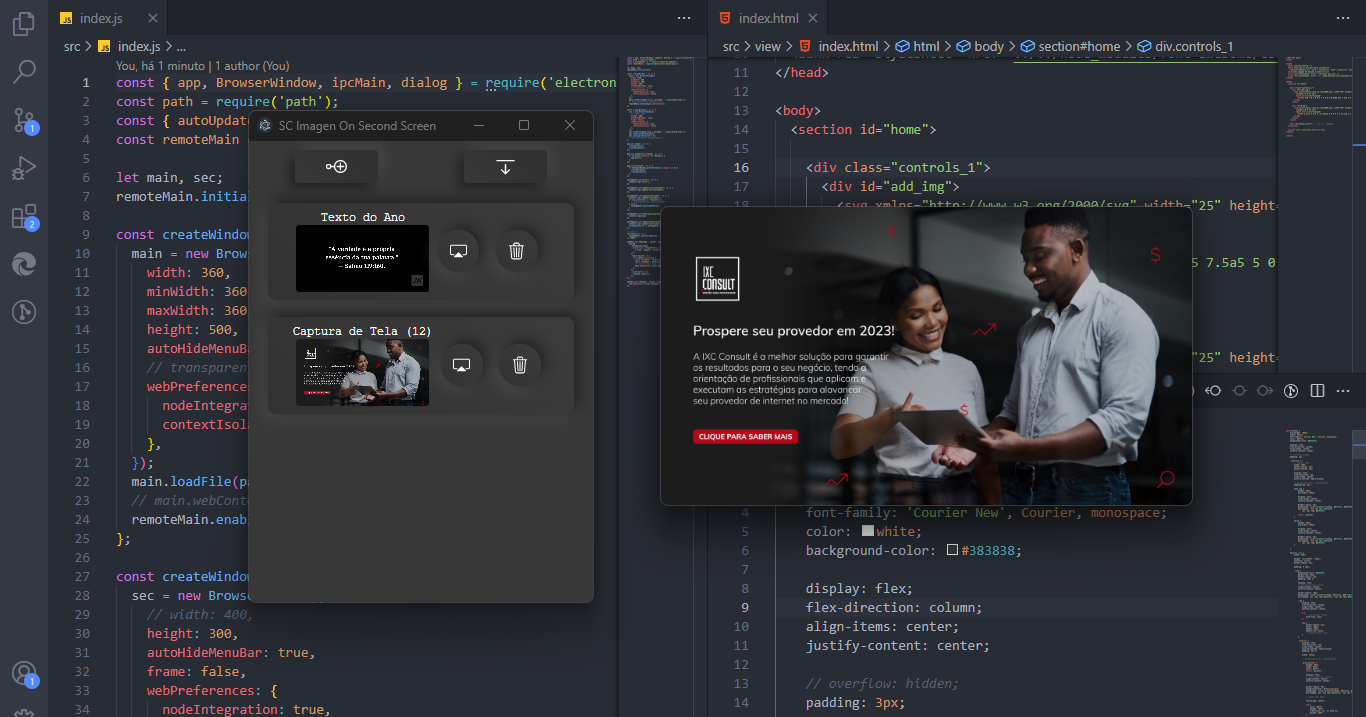 index.js
src > index.js > ...
You, há 1 minuto | 1 author (You)
1 const { app, BrowserWindow, ipcMain, dialog } = require('electron
2 const path = require('path');
3 const { autoUpdat
4 const remoteMain
5
6 let main, sec;
7 remoteMain.initial
8
9 const createWindow
10 main = new Brow
11 width: 360,
12 minWidth: 360
13 maxWidth: 360
14 height: 500,
15 autoHideMenuBa
16 // transparen
17 webPreferences
18 nodeIntegrat
19 contextIsola
20 },
21 });
22 main.loadFile(pa
23 // main.webCont
24 remoteMain.enab
25 };
26
27 const createWindow
28 sec = new Browse
29 // width: 400,
30 height: 300,
31 autoHideMenuBar: true,
32 frame: false,
33 webPreferences: {
34 nodeIntegration: true,
1
2
1
SC Imagen On Second Screen
Texto do Ano
"A verdade é a própria
essência da tua palavra."
— Salmo 119:160.
Captura de Tela (12)
index.html
src > view > index.html > html > body > section#home > div.controls_1
11 </head>
12
13 <body>
14 <section id="home">
15
16 <div class="controls_1">
17 <div id="add_img">
18 <svg xmlns="http://www.w3.org/2000/svg" width="25" height=
5 7.5a5 5 0
"25" height=
IXC
CONSULT
Prospere seu provedor em 2023!
A IXC Consult é a melhor solução para garantir
os resultados para o seu negócio, tendo a
orientação de profissionais que aplicam e
executam as estratégias para alavancar
seu provedor de internet no mercado!
CLIQUE PARA SABER MAIS
4 font-family: 'Courier New', Courier, monospace;
5 color: white;
6 background-color: #383838;
7
8 display: flex;
9 flex-direction: column;
10 align-items: center;
11 justify-content: center;
12
13 // overflow: hidden;
14 padding: 3px;